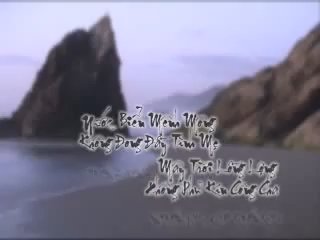 Nước Biển Mênh Mông
Không Đong Đầy Tình Mẹ
Mây Trời Lồng Lộng
Không Phủ Kín Công Cha